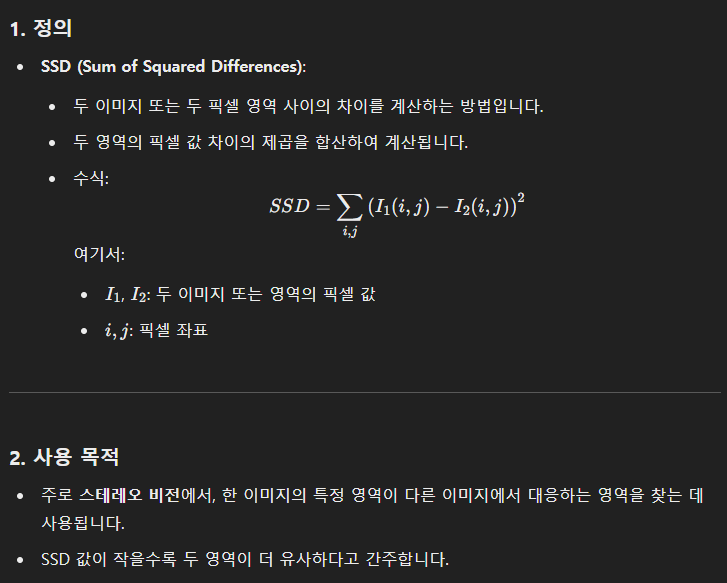 1. 정의
• SSD (Sum of Squared Differences):
• 두 이미지 또는 두 픽셀 영역 사이의 차이를 계산하는 방법입니다.
• 두 영역의 픽셀 값 차이의 제곱을 합산하여 계산됩니다.
• 수식:
SSD = ∑_{i,j} (I₁(i, j) − I₂(i, j))²
여기서:
• I₁, I₂: 두 이미지 또는 영역의 픽셀 값
• i, j: 픽셀 좌표
2. 사용 목적
• 주로 스테레오 비전에서, 한 이미지의 특정 영역이 다른 이미지에서 대응하는 영역을 찾는 데
사용됩니다.
• SSD 값이 작을수록 두 영역이 더 유사하다고 간주합니다.